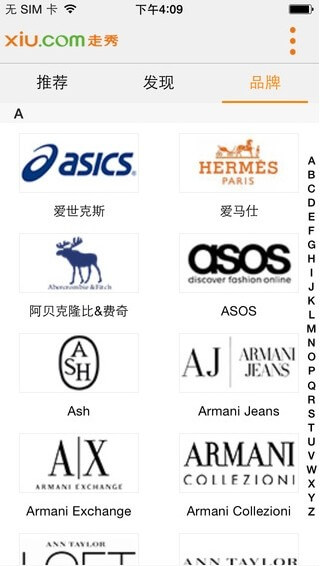 无 SIM 卡
下午4:09
xiu.com 走秀
推荐
发现
品牌
A
asics
HERMÈS
PARIS
爱世克斯
爱马仕
Abercrombie & Fitch
asos
discover fashion online
阿贝克隆比&费奇
ASOS
ASH
AJ ARMANI
JEANS
Ash
Armani Jeans
A|X
ARMANI EXCHANGE
ARMANI
COLLEZIONI
Armani Exchange
Armani Collezioni
ANN TAYLOR
LOFT
ANN TAYLOR
A
B
C
D
E
F
G
H
I
J
K
L
M
N
O
P
Q
R
S
T
U
V
W
X
Y
Z